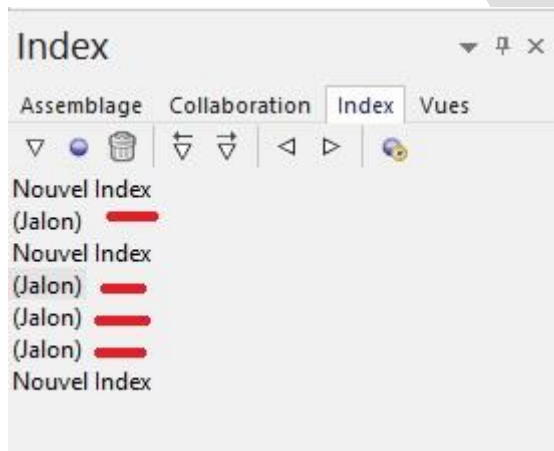 Index
Assemblage Collaboration Index Vues
Nouvel Index
(Jalon)
Nouvel Index
(Jalon)
(Jalon)
(Jalon)
Nouvel Index